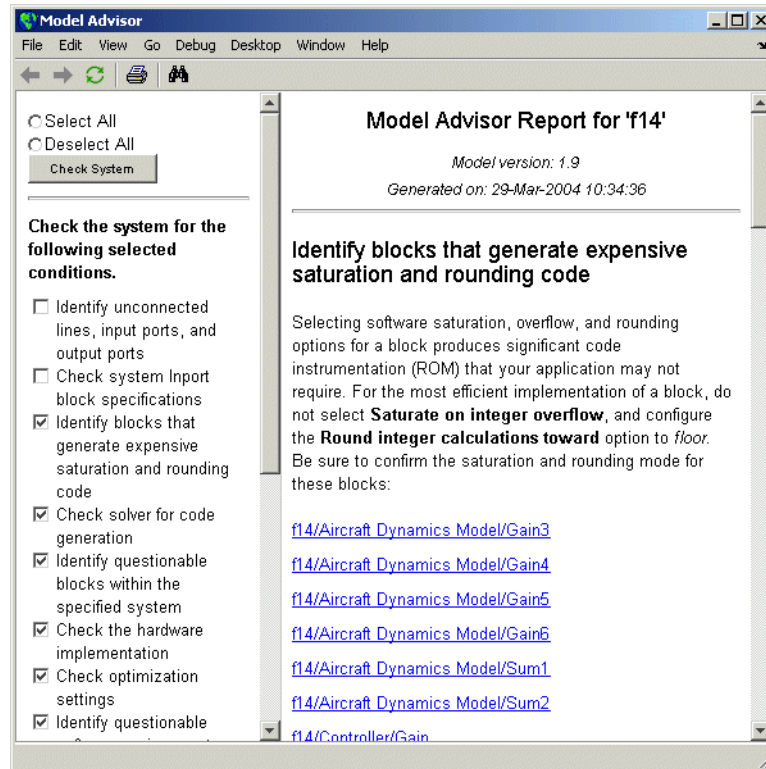 Model Advisor
File Edit View Go Debug Desktop Window Help
Select All
Deselect All
Check System
Check the system for the
following selected
conditions.
Identify unconnected
lines, input ports, and
output ports
Check system Inport
block specifications
Identify blocks that
generate expensive
saturation and rounding
code
Check solver for code
generation
Identify questionable
blocks within the
specified system
Check the hardware
implementation
Check optimization
settings
Identify questionable
Model Advisor Report for 'f14'
Model version: 1.9
Generated on: 29-Mar-2004 10:34:36
Identify blocks that generate expensive
saturation and rounding code
Selecting software saturation, overflow, and rounding
options for a block produces significant code
instrumentation (ROM) that your application may not
require. For the most efficient implementation of a block, do
not select Saturate on integer overflow, and configure
the Round integer calculations toward option to floor.
Be sure to confirm the saturation and rounding mode for
these blocks:
f14/Aircraft Dynamics Model/Gain3
f14/Aircraft Dynamics Model/Gain4
f14/Aircraft Dynamics Model/Gain5
f14/Aircraft Dynamics Model/Gain6
f14/Aircraft Dynamics Model/Sum1
f14/Aircraft Dynamics Model/Sum2
f14/Controller/Gain